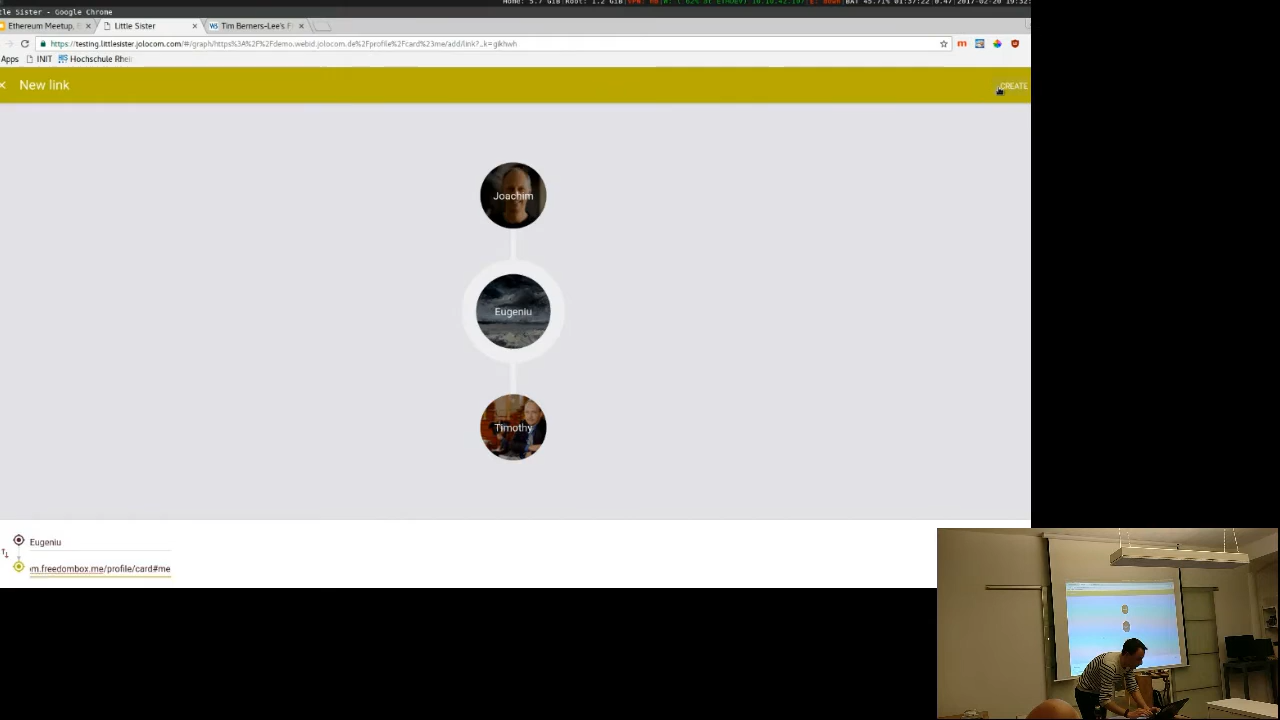 tle Sister - Google Chrome
Ethereum Meetup, Little Sister Tim Berners-Lee's F
https://testing.littlesister.jolocom.com/#/graph/https%3A%2F%2Fdemo.webid.jolocom.de%2Fprofile%2Fcard%23me/add/link?_k=gikhwh
Apps INIT Hochschule Rhei
New link
CREATE
Joachim
Eugeniu
Timothy
Eugeniu
m.freedombox.me/profile/card#me